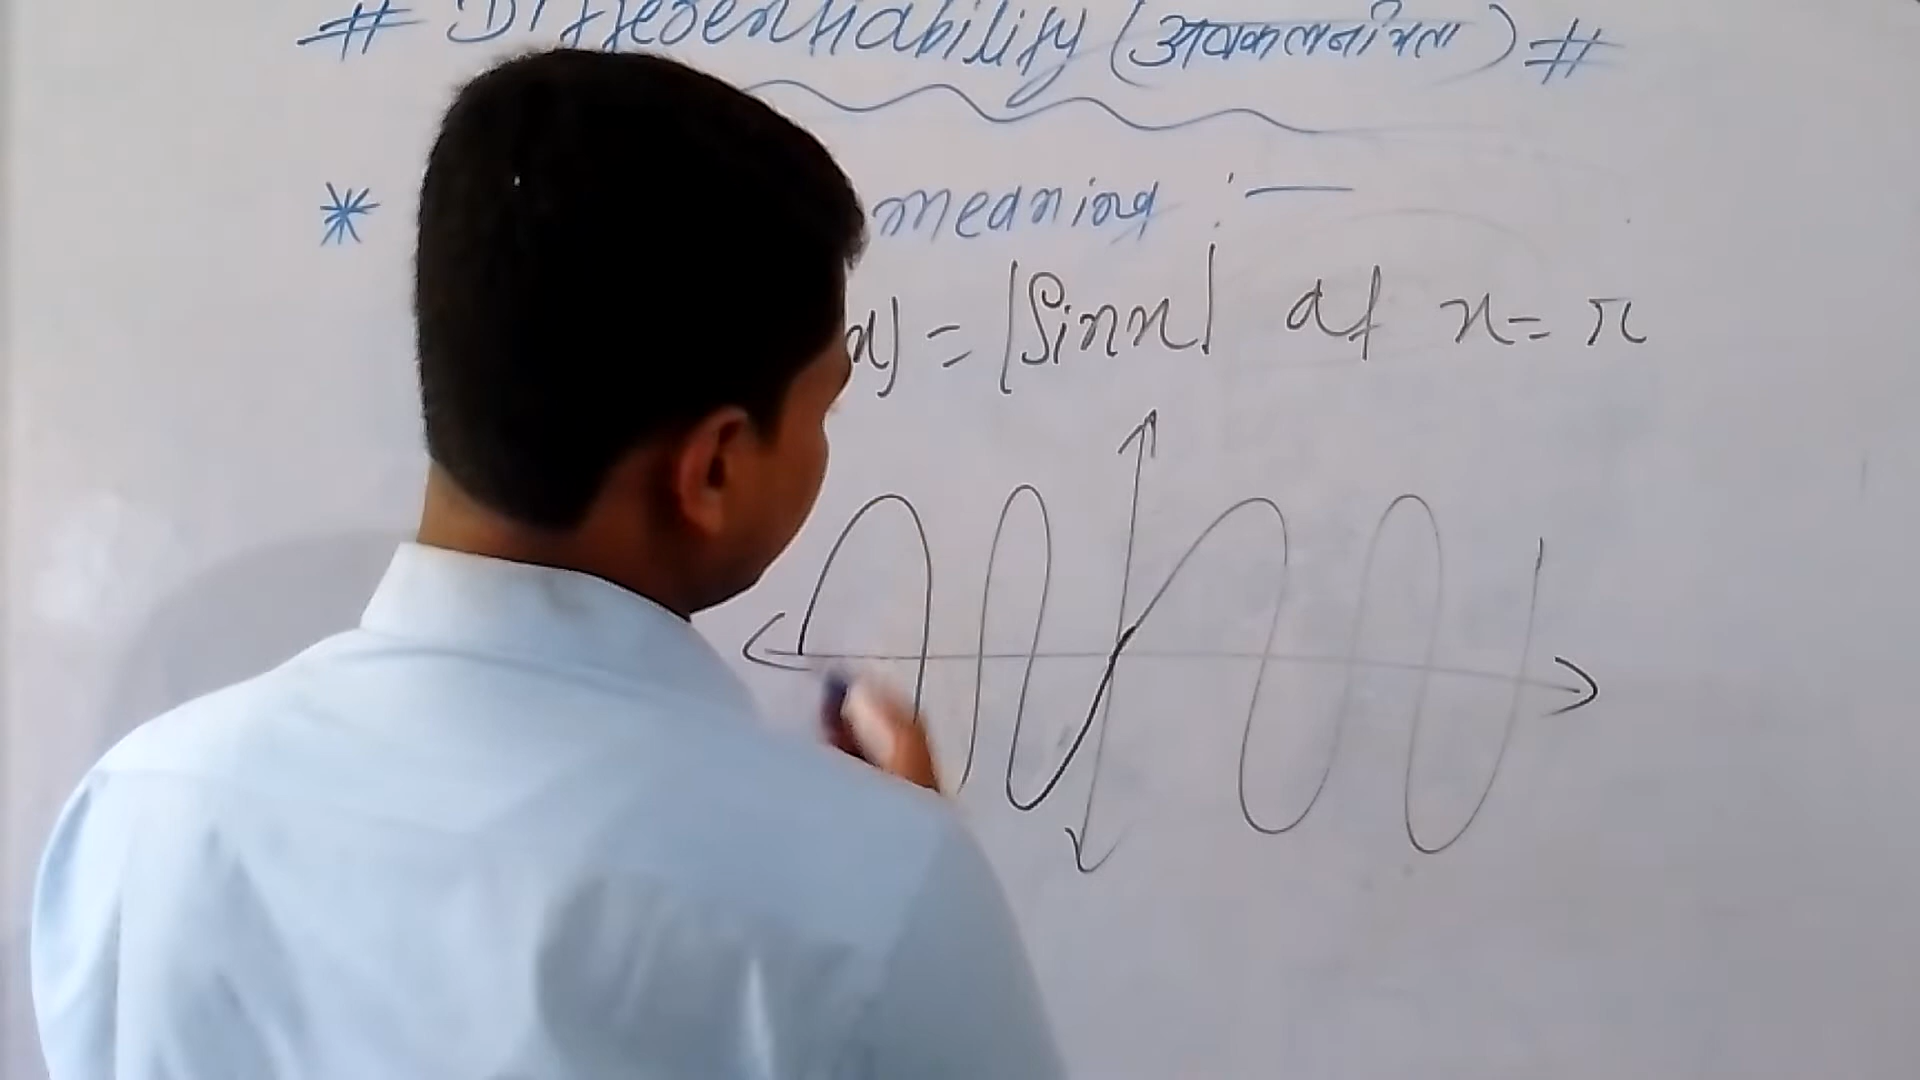 # Differentiability (अवकलनीयता) #
* meaning :—
x) = |Sinx| at x = π